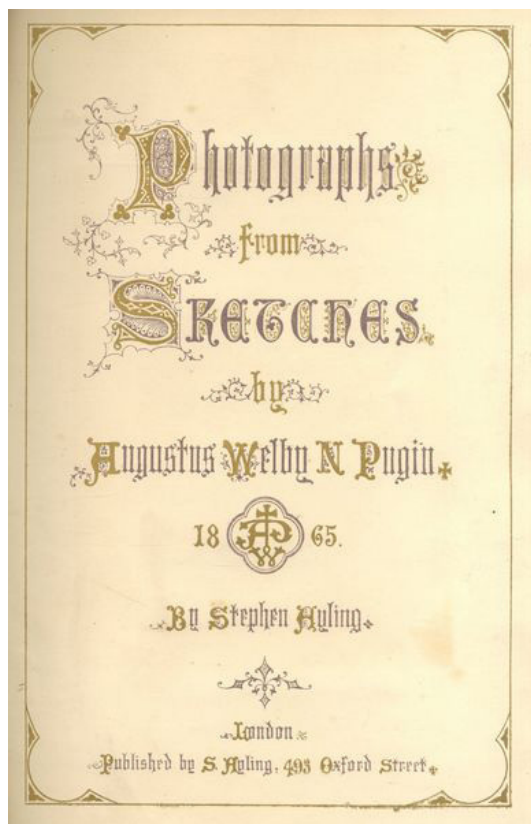 Photographs
from
Sketches
by
Augustus Welby N Pugin.
18 AWP 65.
By Stephen Ayling.
London
Published by S. Ayling, 493 Oxford Street.